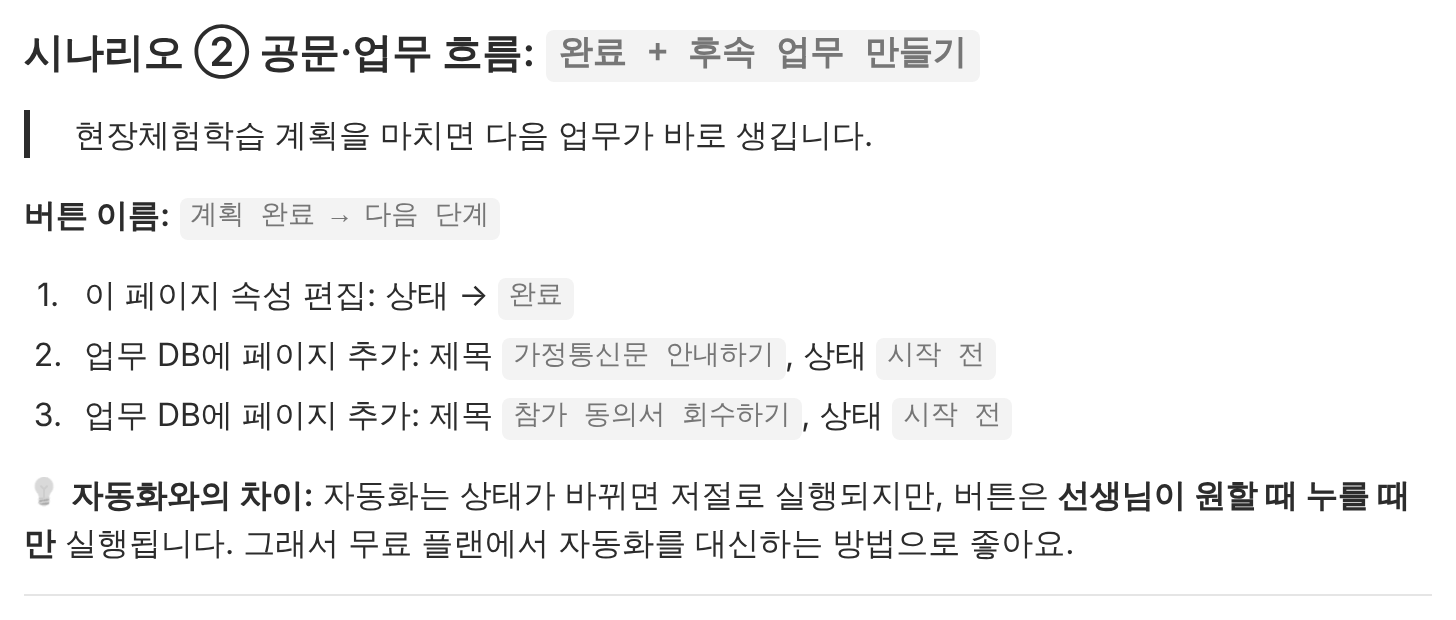 시나리오 ② 공문·업무 흐름: 완료 + 후속 업무 만들기
현장체험학습 계획을 마치면 다음 업무가 바로 생깁니다.
버튼 이름: 계획 완료 → 다음 단계
1. 이 페이지 속성 편집: 상태 → 완료
2. 업무 DB에 페이지 추가: 제목 가정통신문 안내하기, 상태 시작 전
3. 업무 DB에 페이지 추가: 제목 참가 동의서 회수하기, 상태 시작 전
💡 자동화와의 차이: 자동화는 상태가 바뀌면 저절로 실행되지만, 버튼은 선생님이 원할 때 누를 때
만 실행됩니다. 그래서 무료 플랜에서 자동화를 대신하는 방법으로 좋아요.